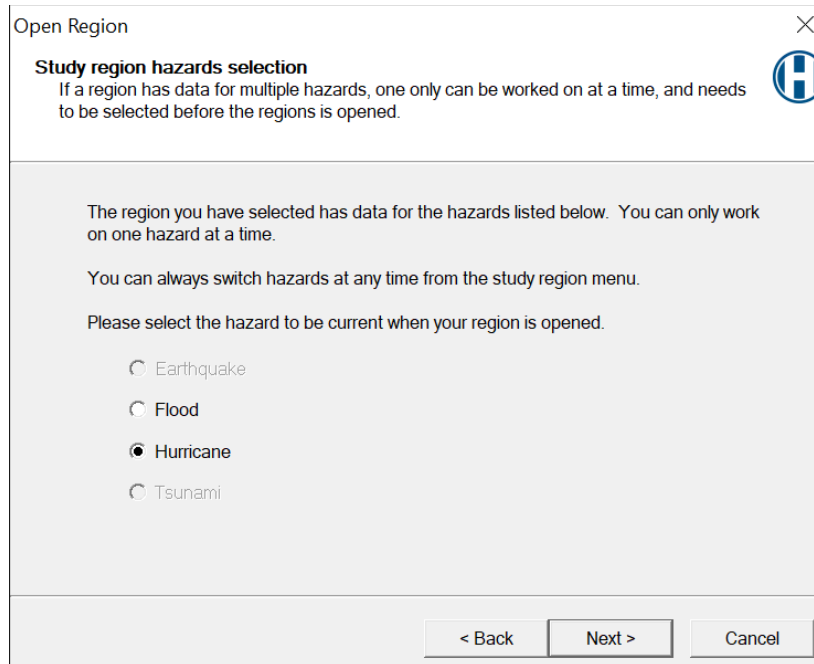 Open Region
Study region hazards selection
If a region has data for multiple hazards, one only can be worked on at a time, and needs
to be selected before the regions is opened.
The region you have selected has data for the hazards listed below.  You can only work
on one hazard at a time.
You can always switch hazards at any time from the study region menu.
Please select the hazard to be current when your region is opened.
Earthquake
Flood
Hurricane
Tsunami
< Back
Next >
Cancel